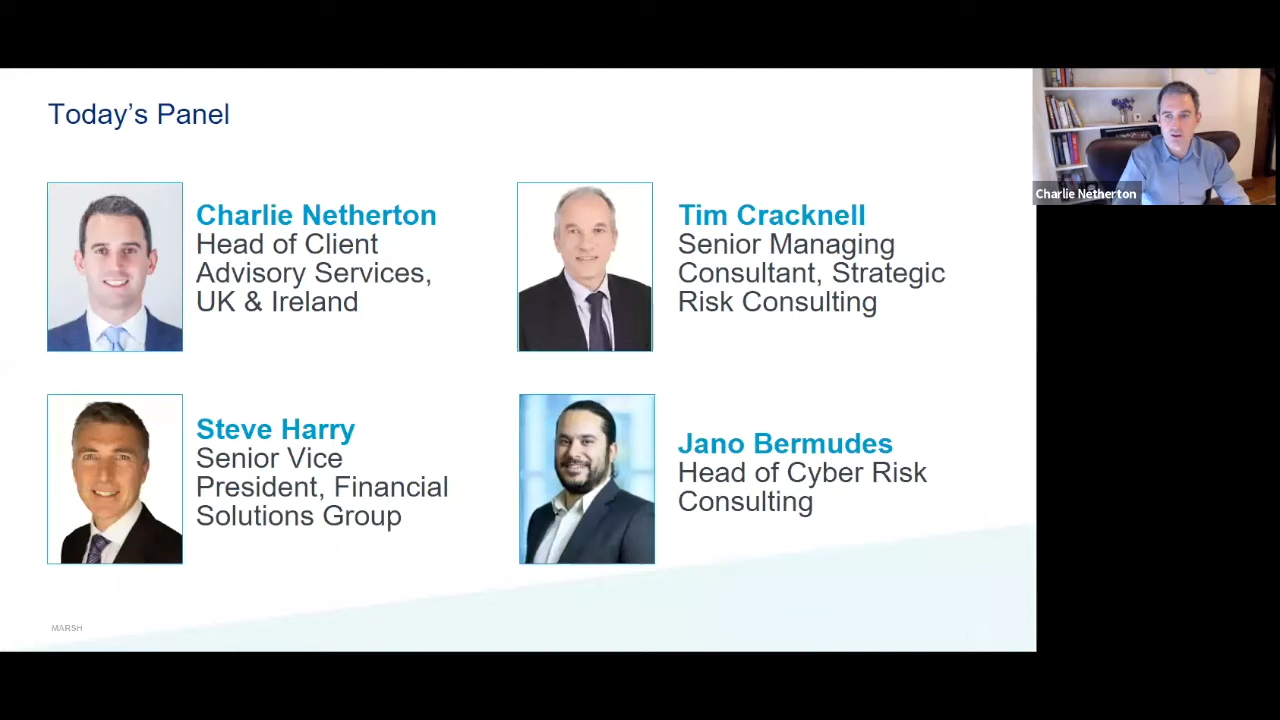 Today's Panel
Charlie Netherton
Head of Client
Advisory Services,
UK & Ireland
Tim Cracknell
Senior Managing
Consultant, Strategic
Risk Consulting
Steve Harry
Senior Vice
President, Financial
Solutions Group
Jano Bermudes
Head of Cyber Risk
Consulting
MARSH
Charlie Netherton